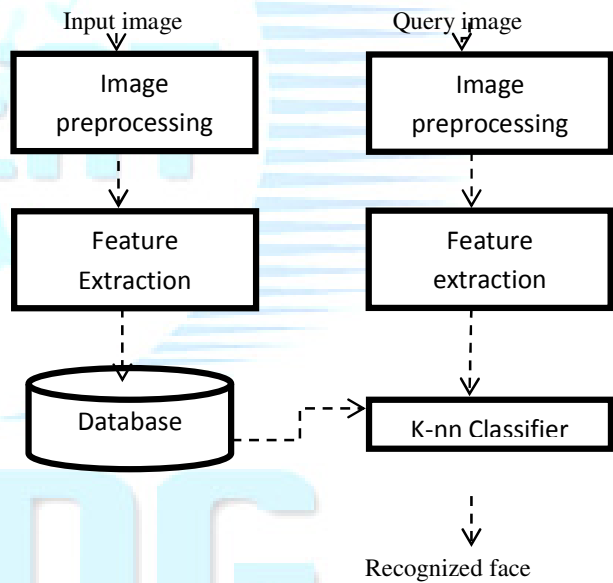 Input image
Image
preprocessing
Feature
Extraction
Database
Query image
Image
preprocessing
Feature
extraction
K-nn Classifier
Recognized face